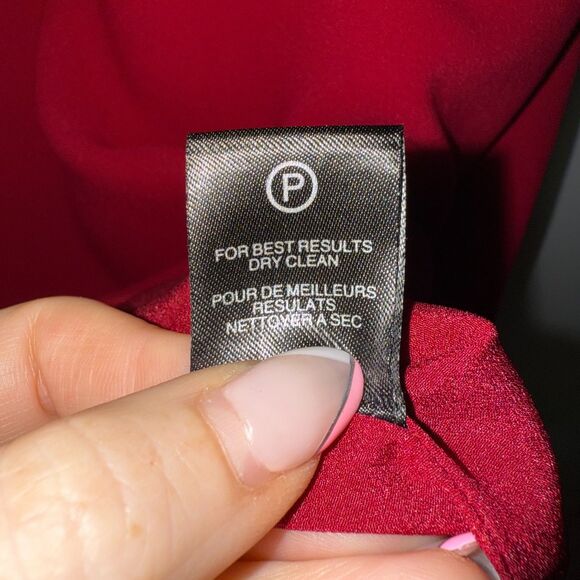 P
FOR BEST RESULTS
DRY CLEAN
POUR DE MEILLEURS
RESULATS
NETTOYER A SEC